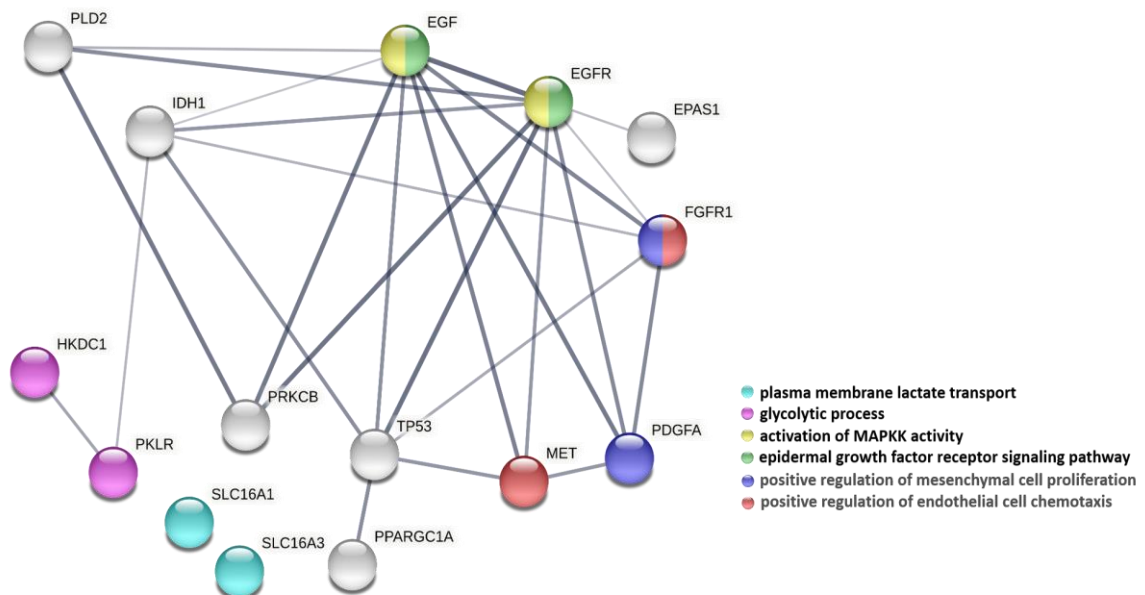 PLD2
EGF
EGFR
IDH1
EPAS1
FGFR1
HKDC1
PRKCB
TP53
PKLR
MET
PDGFA
SLC16A1
SLC16A3
PPARGC1A
plasma membrane lactate transport
glycolytic process
activation of MAPKK activity
epidermal growth factor receptor signaling pathway
positive regulation of mesenchymal cell proliferation
positive regulation of endothelial cell chemotaxis